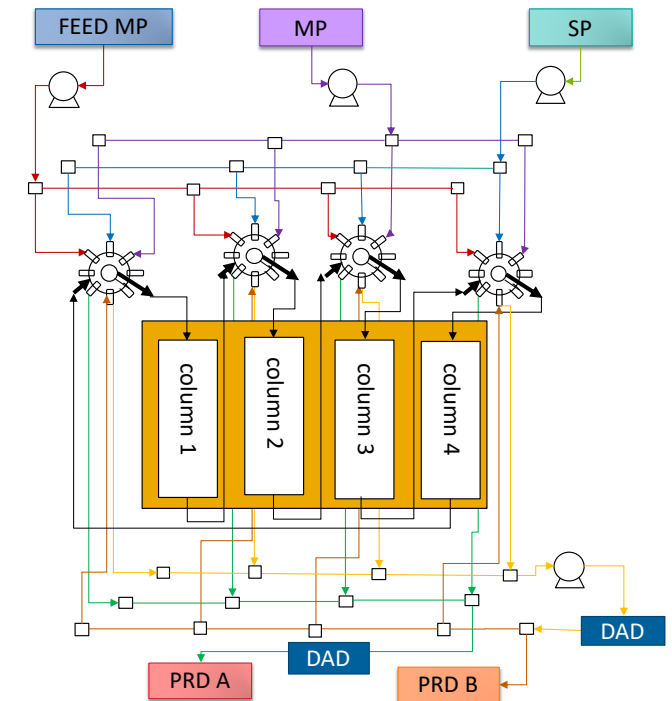 FEED MP
MP
SP
column 1
column 2
column 3
column 4
DAD
DAD
PRD A
PRD B